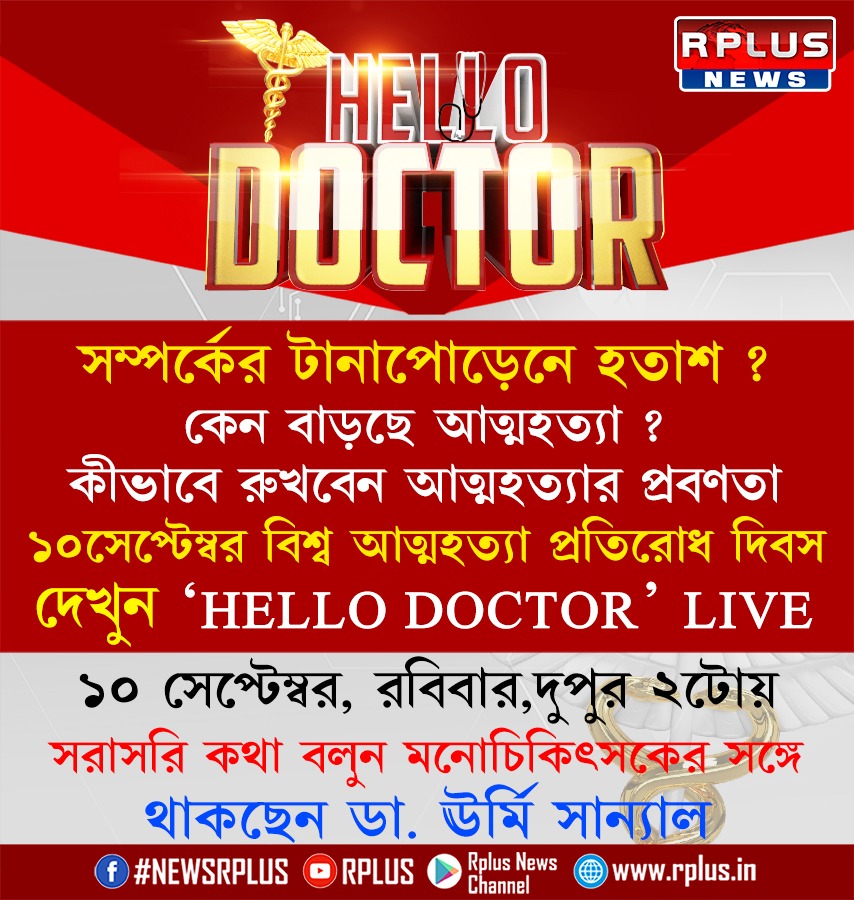 HELLO
DOCTOR
RPLUS
NEWS
সম্পর্কের টানাপোড়েনে হতাশ ?
কেন বাড়ছে আত্মহত্যা ?
কীভাবে রুখবেন আত্মহত্যার প্রবণতা
১০সেপ্টেম্বর বিশ্ব আত্মহত্যা প্রতিরোধ দিবস
দেখুন ‘HELLO DOCTOR’ LIVE
১০ সেপ্টেম্বর, রবিবার,দুপুর ২টোয়
সরাসরি কথা বলুন মনোচিকিৎসকের সঙ্গে
থাকছেন ডা. ঊর্মি সান্যাল
#NEWSRPLUS RPLUS Rplus News Channel www.rplus.in